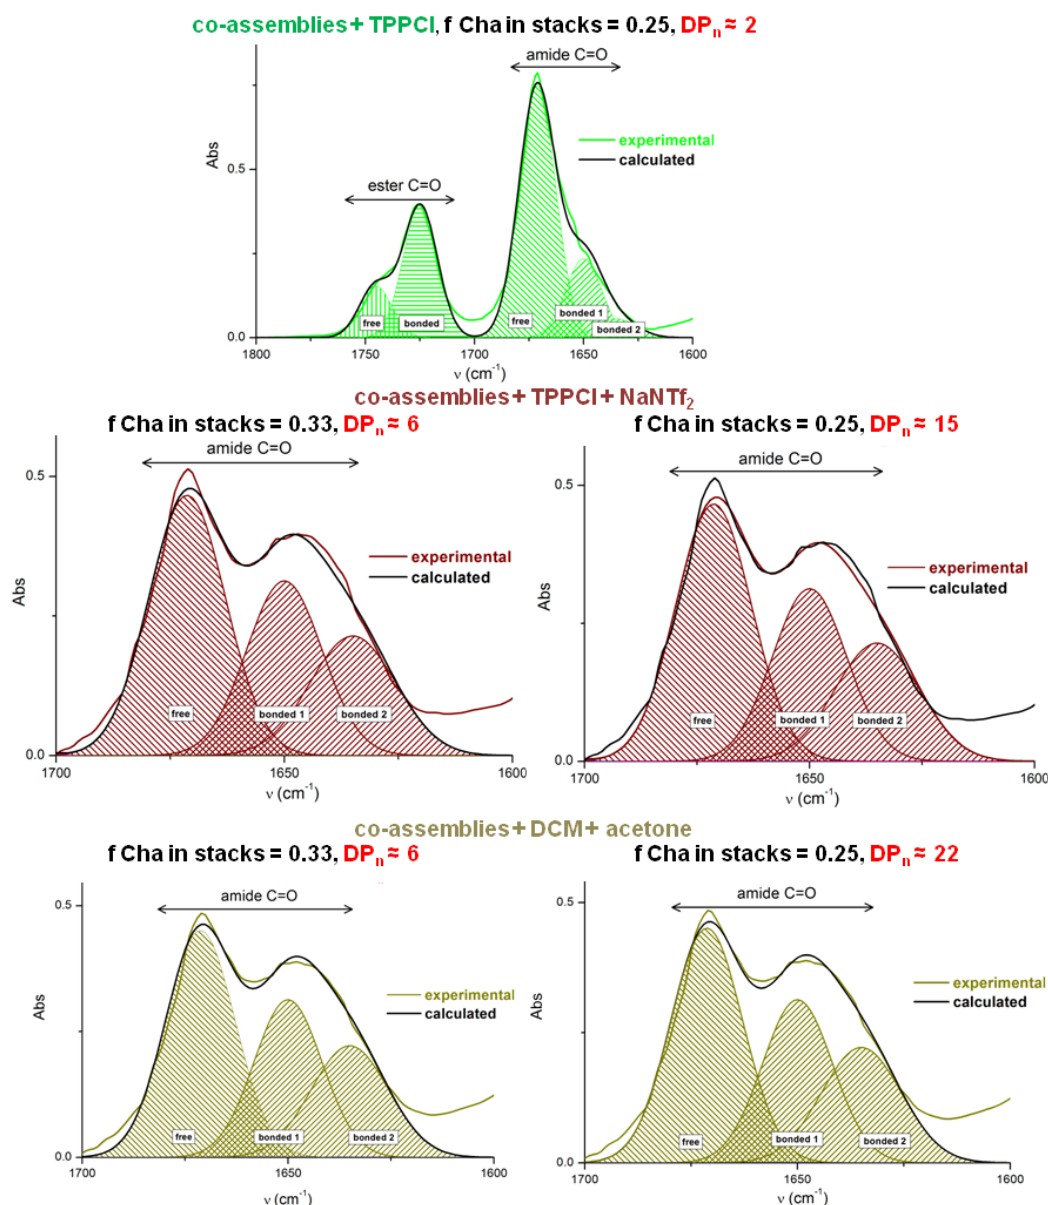 co-assemblies + TPPCl, f Cha in stacks = 0.25, DPn ≈ 2
amide C=O
experimental
calculated
Abs
0.5
ester C=O
free
bonded
free
bonded 1
bonded 2
0.0
1800
1750
1700
1650
1600
ν (cm-1)
co-assemblies + TPPCl + NaNTf2
f Cha in stacks = 0.33, DPn ≈ 6
amide C=O
0.5
experimental
calculated
Abs
free
bonded 1
bonded 2
0.0
1700
1650
1600
ν (cm-1)
f Cha in stacks = 0.25, DPn ≈ 15
amide C=O
0.5
experimental
calculated
Abs
free
bonded 1
bonded 2
0.0
1700
1650
1600
ν (cm-1)
co-assemblies + DCM + acetone
f Cha in stacks = 0.33, DPn ≈ 6
amide C=O
0.5
experimental
calculated
Abs
free
bonded 1
bonded 2
0.0
1700
1650
1600
ν (cm-1)
f Cha in stacks = 0.25, DPn ≈ 22
amide C=O
0.5
experimental
calculated
Abs
free
bonded 1
bonded 2
0.0
1700
1650
1600
ν (cm-1)